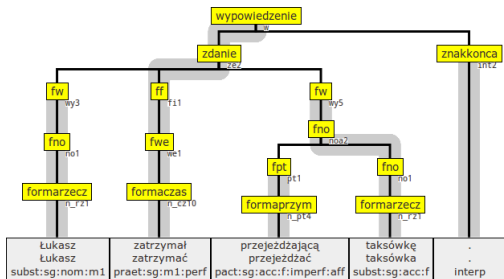 wypowiedzenie
w
zdanie
ze2
znakkonca
int2
fw
wy3
ff
fi1
fw
wy5
fno
no1
fwe
we1
fno
noa2
fpt
pt1
fno
no1
formarzecz
n_rz1
formaczas
n_cz10
formaprzym
n_pt4
formarzecz
n_rz1
Łukasz zatrzymał przejeżdżającą taksówkę .
Łukasz zatrzymać przejeżdżać taksówka .
subst:sg:nom:m1 praet:sg:m1:perf pact:sg:acc:f:imperf:aff subst:sg:acc:f interp